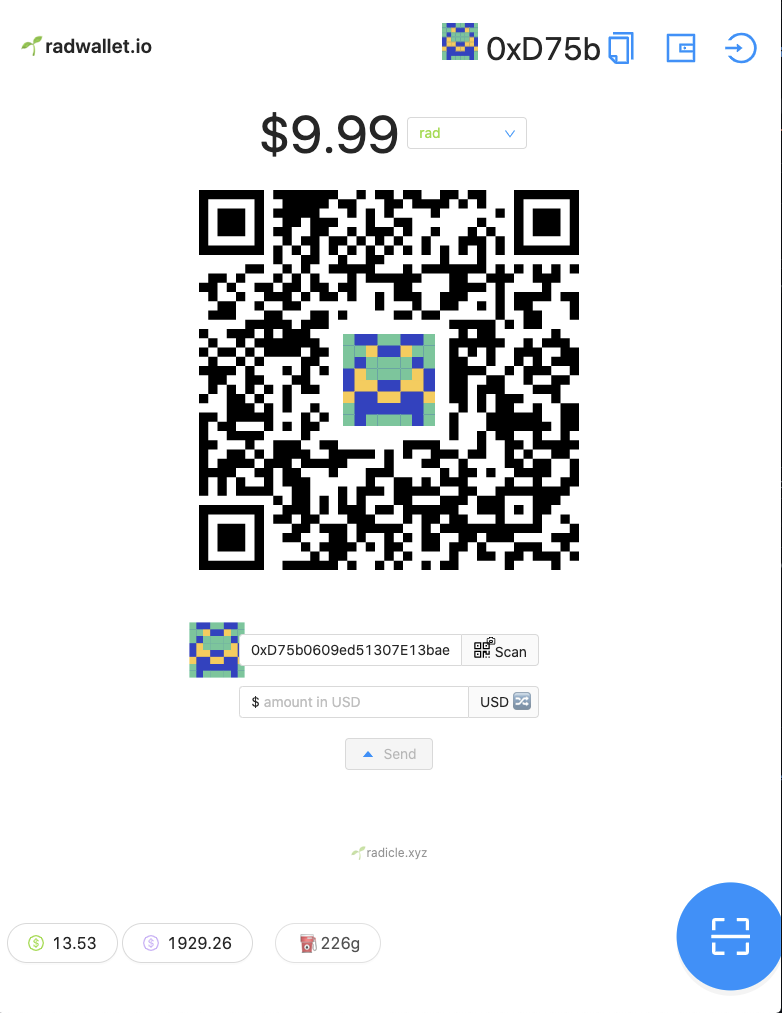 radwallet.io
0xD75b
$9.99 rad
0xD75b0609ed51307E13bae Scan
$ amount in USD USD
Send
radicle.xyz
13.53 1929.26 226g